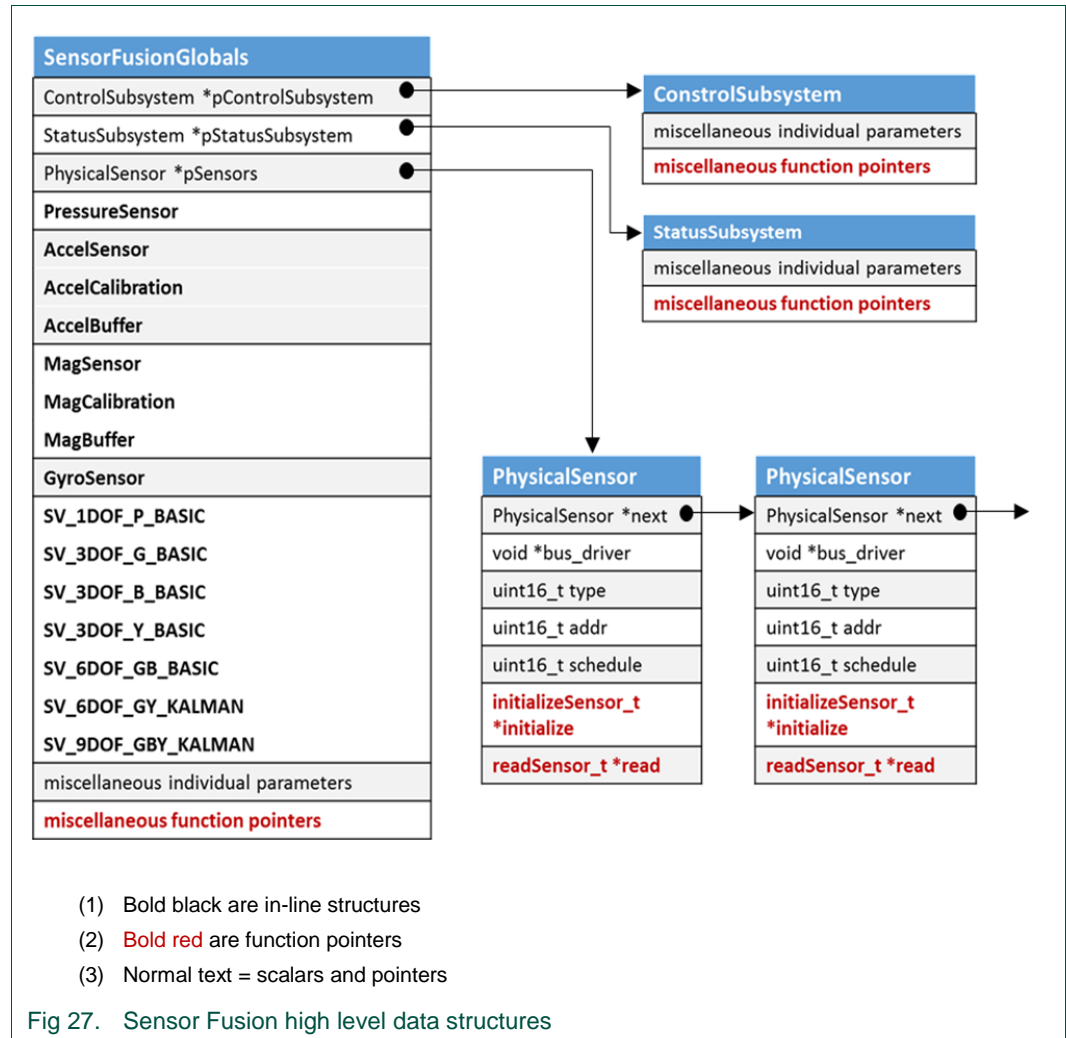 SensorFusionGlobals
ControlSubsystem *pControlSubsystem
StatusSubsystem *pStatusSubsystem
PhysicalSensor *pSensors
PressureSensor
AccelSensor
AccelCalibration
AccelBuffer
MagSensor
MagCalibration
MagBuffer
GyroSensor
SV_1DOF_P_BASIC
SV_3DOF_G_BASIC
SV_3DOF_B_BASIC
SV_3DOF_Y_BASIC
SV_6DOF_GB_BASIC
SV_6DOF_GY_KALMAN
SV_9DOF_GBY_KALMAN
miscellaneous individual parameters
miscellaneous function pointers
ConstrolSubsystem
miscellaneous individual parameters
miscellaneous function pointers
StatusSubsystem
miscellaneous individual parameters
miscellaneous function pointers
PhysicalSensor
PhysicalSensor *next
void *bus_driver
uint16_t type
uint16_t addr
uint16_t schedule
initializeSensor_t
*initialize
readSensor_t *read
PhysicalSensor
PhysicalSensor *next
void *bus_driver
uint16_t type
uint16_t addr
uint16_t schedule
initializeSensor_t
*initialize
readSensor_t *read
(1) Bold black are in-line structures
(2) Bold red are function pointers
(3) Normal text = scalars and pointers
Fig 27. Sensor Fusion high level data structures